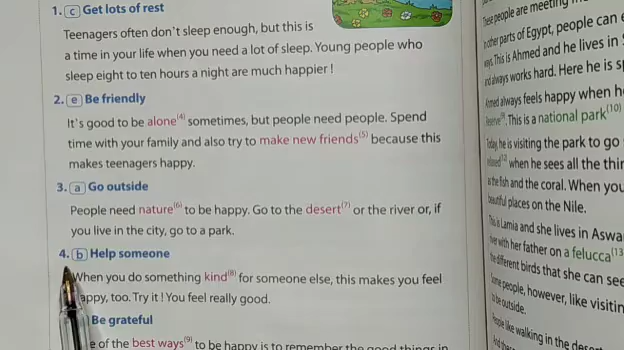 1. c Get lots of rest
Teenagers often don't sleep enough, but this is
a time in your life when you need a lot of sleep. Young people who
sleep eight to ten hours a night are much happier!
2. e Be friendly
It's good to be alone(4) sometimes, but people need people. Spend
time with your family and also try to make new friends(5) because this
makes teenagers happy.
3. a Go outside
People need nature(6) to be happy. Go to the desert(7) or the river or, if
you live in the city, go to a park.
4. b Help someone
When you do something kind(8) for someone else, this makes you feel
happy, too. Try it! You feel really good.
Be grateful
of the best ways(9) to be happy is to remember the good things in
These people are meeting
other parts of Egypt, people can
This is Ahmed and he lives in
and always works hard. Here he is
Ahmed always feels happy when
This is a national park(10)
Today, he is visiting the park to go
when he sees all the
the fish and the coral. When you
beautiful places on the Nile.
This is Lamia and she lives in
river with her father on a felucca(13
the different birds that she can see
Some people, however, like
to be outside.
People like walking in the